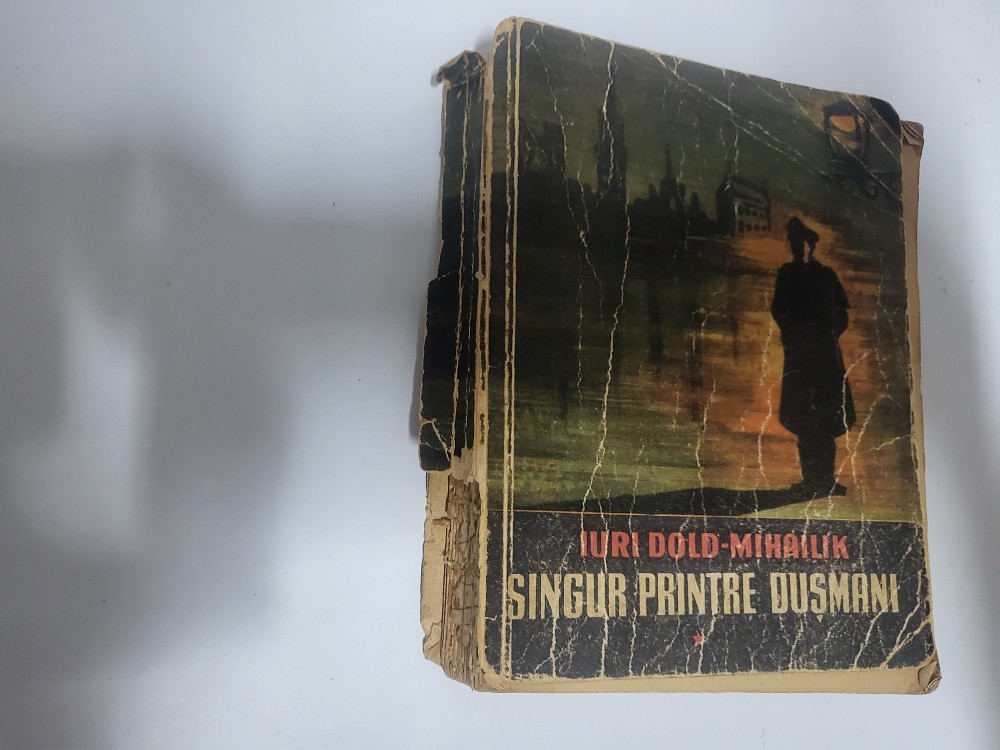 IURI DOLD-MIHAILIK
SINGUR PRINTRE DUȘMANI